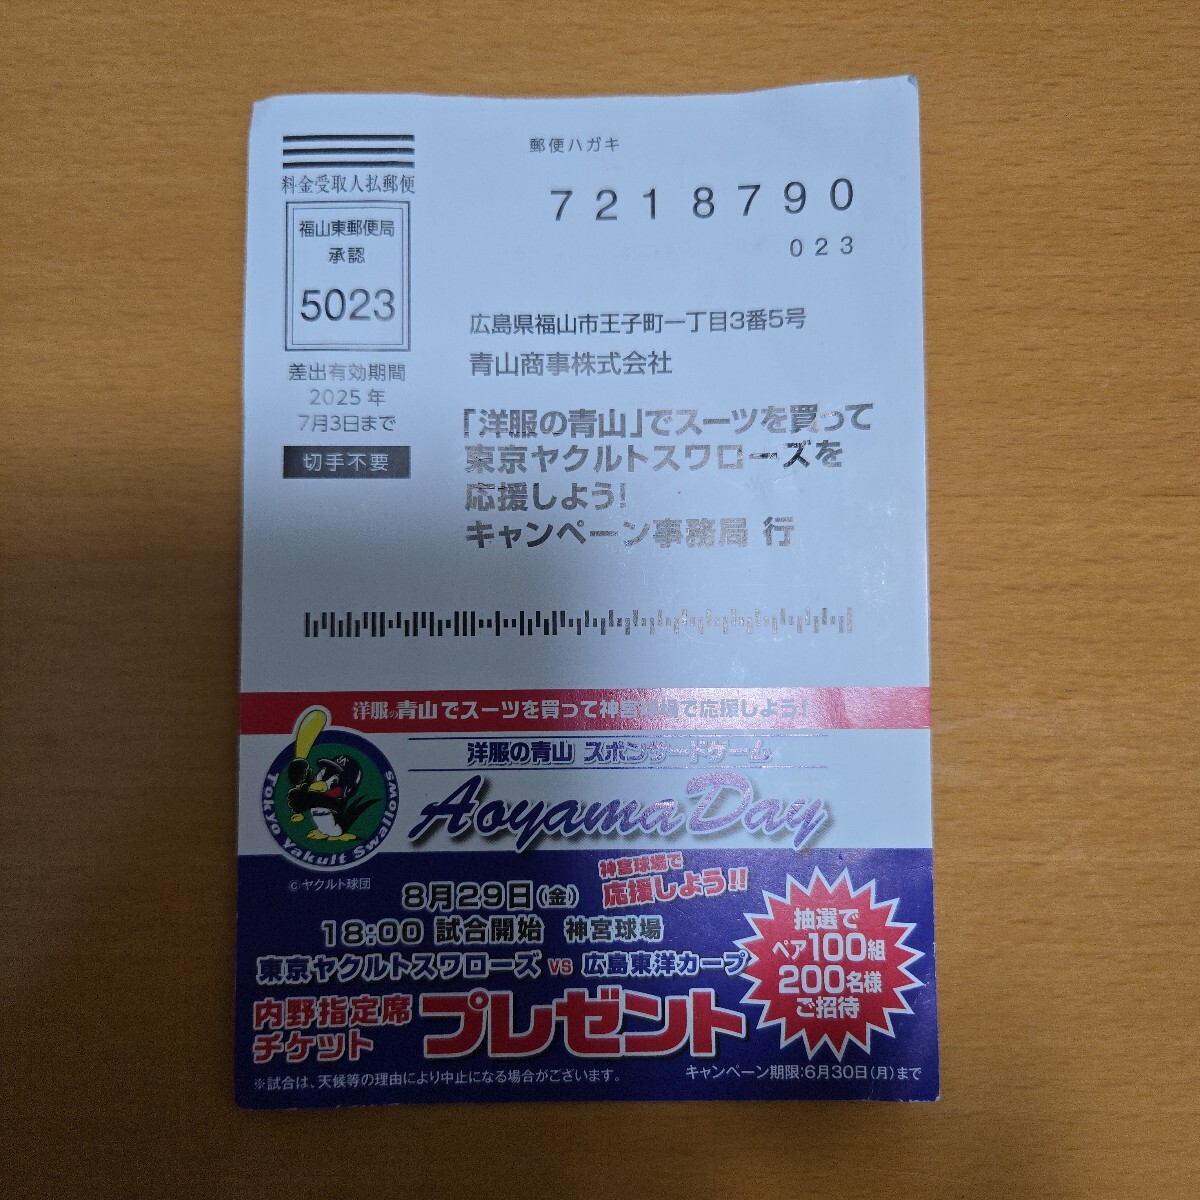 郵便ハガキ
料金受取人払郵便
福山東郵便局
承認
5023
差出有効期間
2025年
7月3日まで
切手不要
7218790
023
広島県福山市王子町一丁目3番5号
青山商事株式会社
「洋服の青山」でスーツを買って
東京ヤクルトスワローズを
応援しよう!
キャンペーン事務局 行
洋服の青山でスーツを買って神宮球場で応援しよう!
洋服の青山 スポンサードゲーム
Aoyama Day
Tokyo Yakult Swallows
©ヤクルト球団
8月29日(金)
神宮球場で
応援しよう!!
18:00 試合開始 神宮球場
東京ヤクルトスワローズ VS 広島東洋カープ
内野指定席
チケット
プレゼント
抽選で
ペア100組
200名様
ご招待
※試合は、天候等の理由により中止になる場合がございます。
キャンペーン期限:6月30日(月)まで